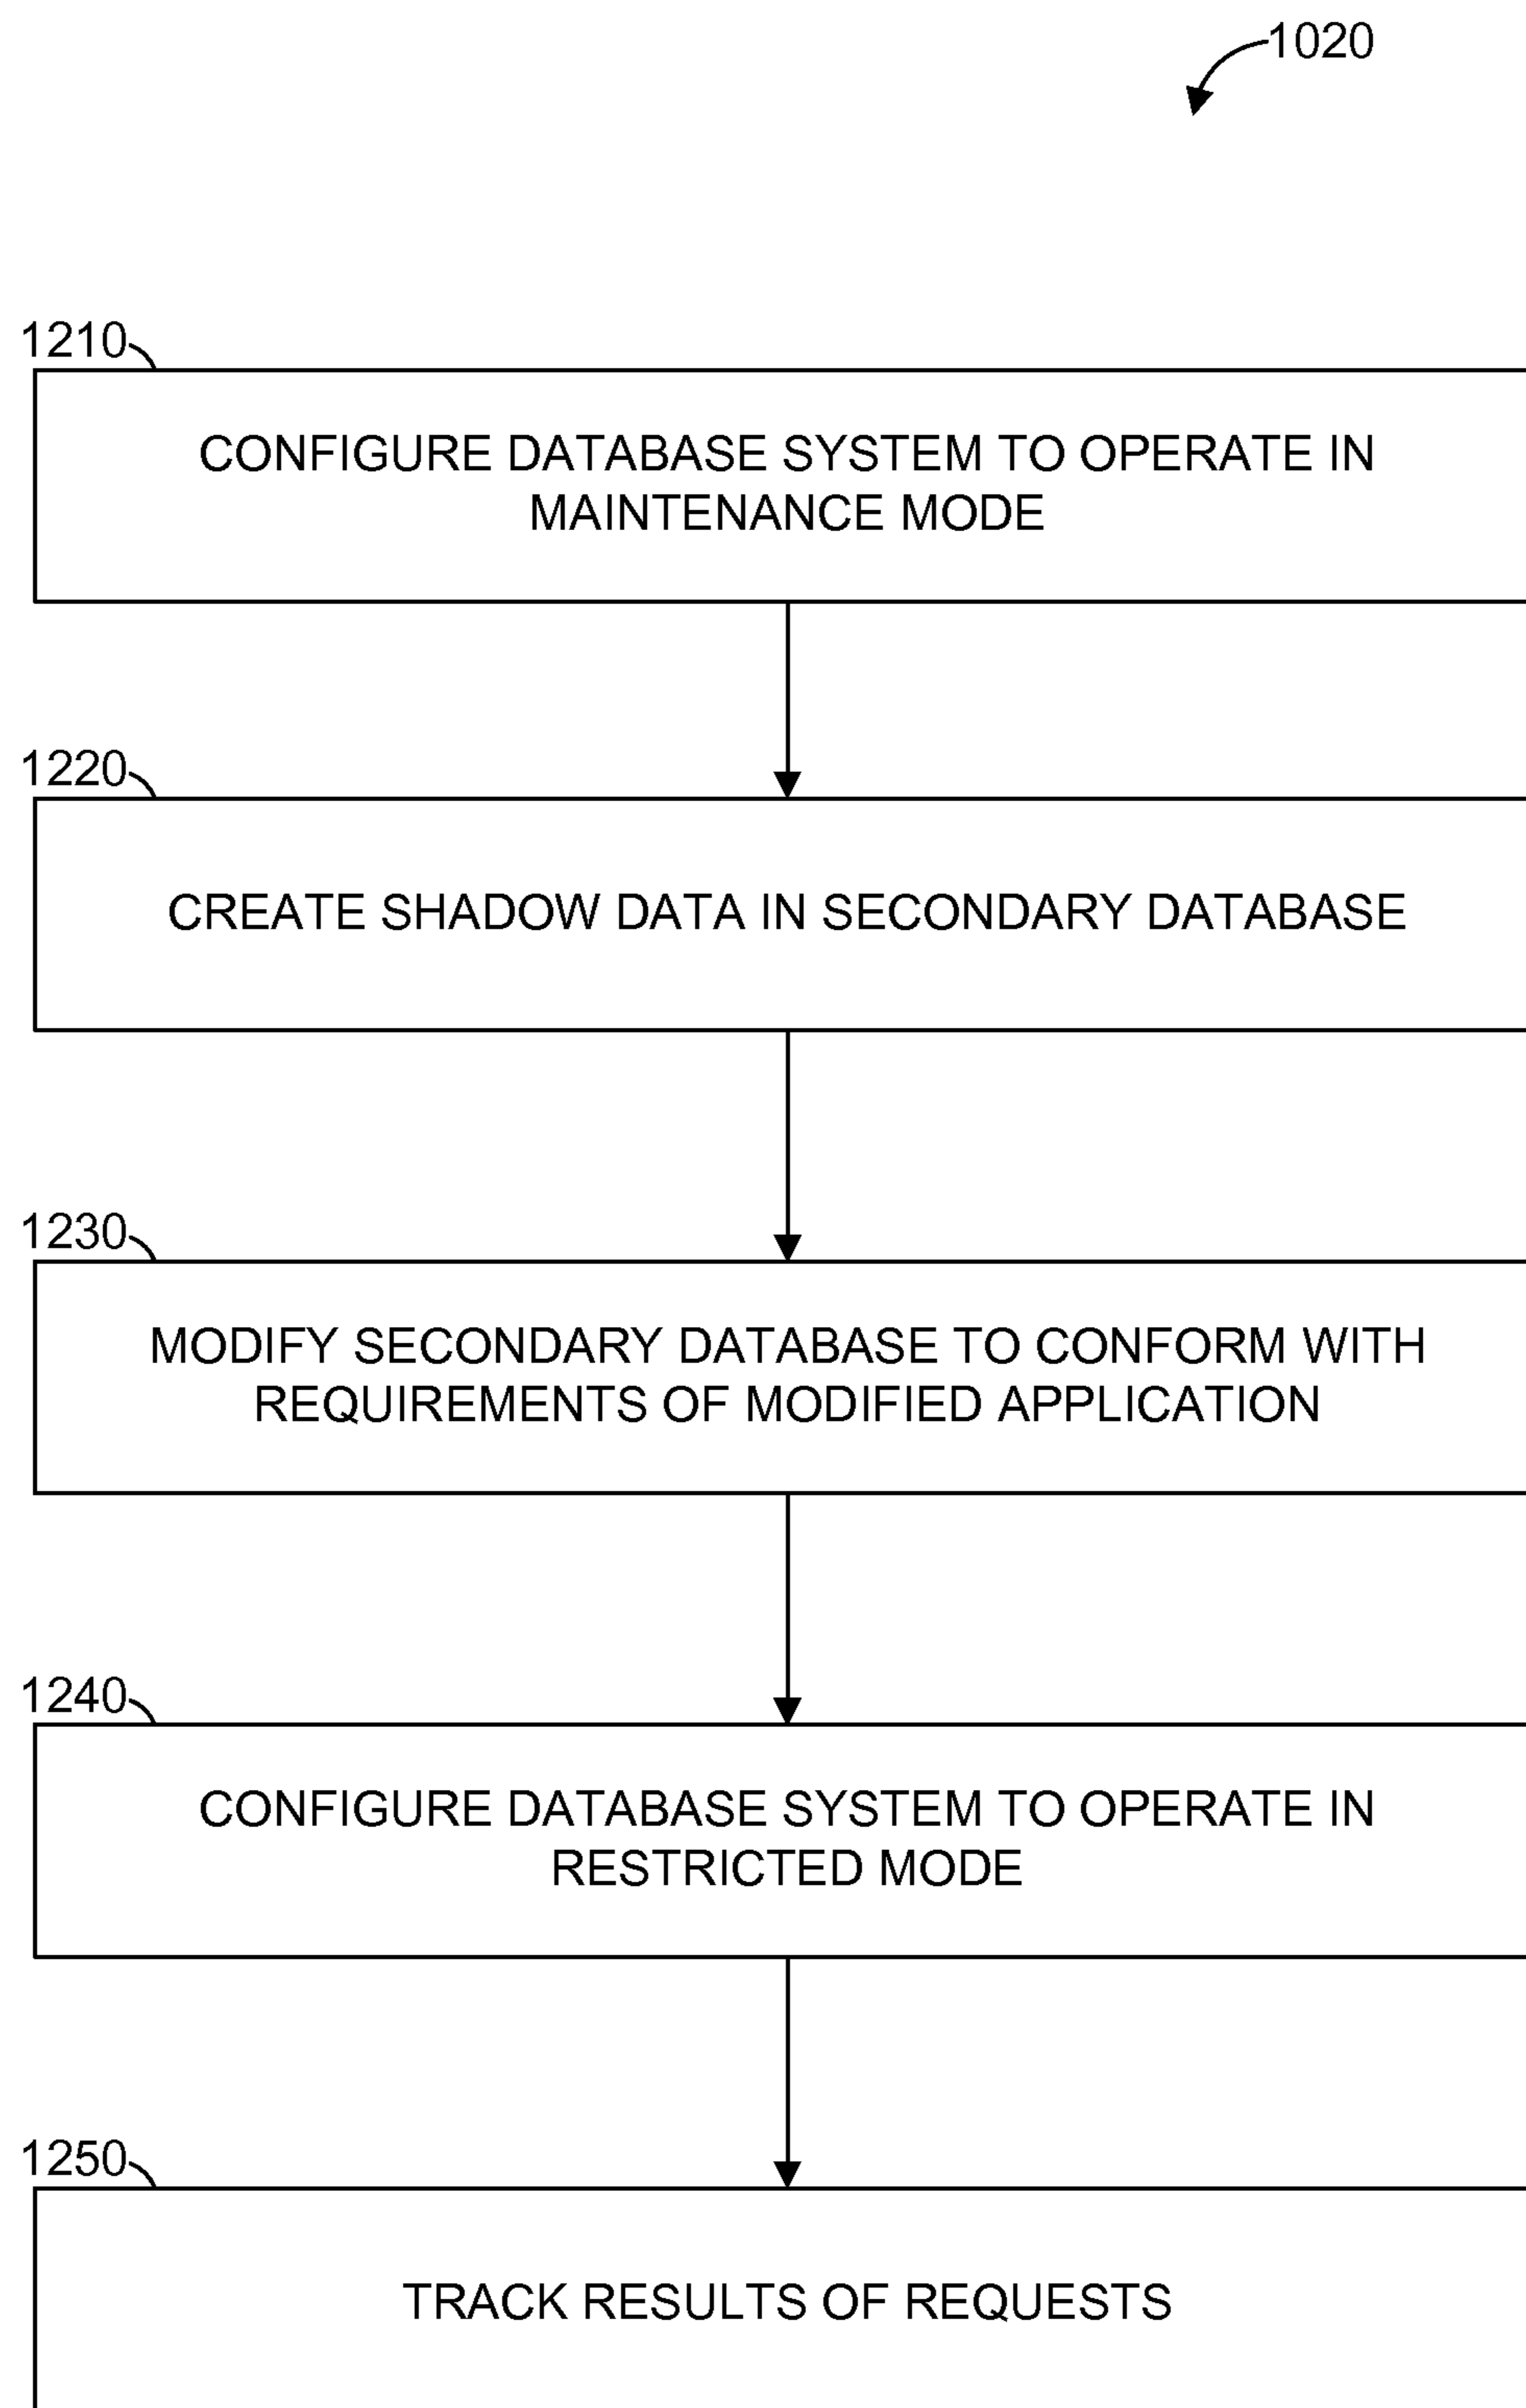 1020
1210
CONFIGURE DATABASE SYSTEM TO OPERATE IN
MAINTENANCE MODE
1220
CREATE SHADOW DATA IN SECONDARY DATABASE
1230
MODIFY SECONDARY DATABASE TO CONFORM WITH
REQUIREMENTS OF MODIFIED APPLICATION
1240
CONFIGURE DATABASE SYSTEM TO OPERATE IN
RESTRICTED MODE
1250
TRACK RESULTS OF REQUESTS